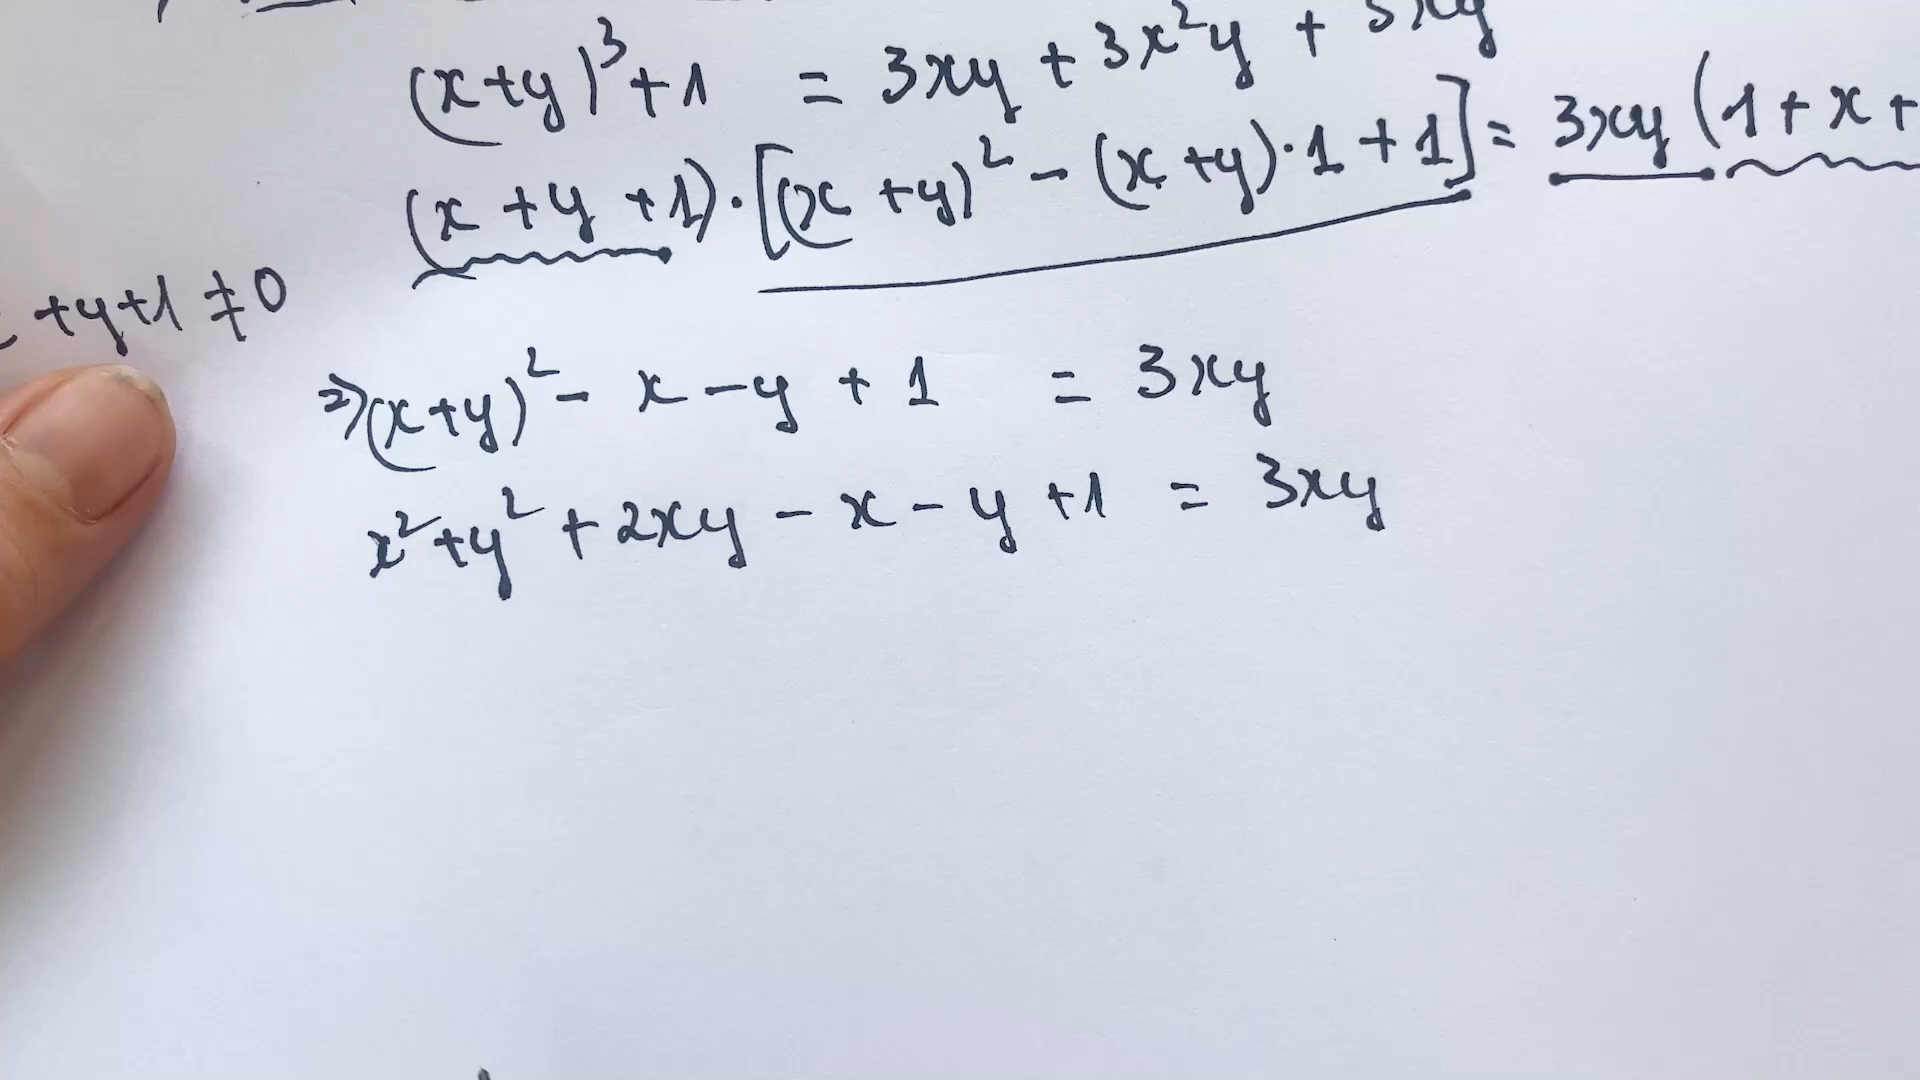 (x+y)³+1 = 3xy + 3x²y +
(x+y+1)·[(x+y)²-(x+y)·1+1] = 3xy(1+x+
+y+1≠0
⇒(x+y)²-x-y+1 = 3xy
x²+y²+2xy-x-y+1 = 3xy